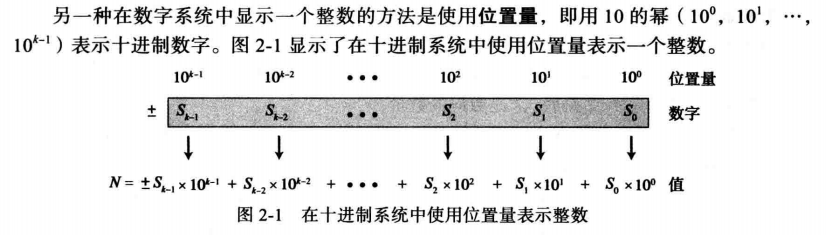 另一种在数字系统中显示一个整数的方法是使用位置量，即用 10 的幂（10⁰，10¹，…，
10ᵏ⁻¹）表示十进制数字。图 2-1 显示了在十进制系统中使用位置量表示一个整数。
10ᵏ⁻¹ 10ᵏ⁻² ••• 10² 10¹ 10⁰ 位置量
± Sₖ₋₁ Sₖ₋₂ ••• S₂ S₁ S₀ 数字
↓ ↓ ↓ ↓ ↓
N = ± Sₖ₋₁ × 10ᵏ⁻¹ + Sₖ₋₂ × 10ᵏ⁻² + ••• + S₂ × 10² + S₁ × 10¹ + S₀ × 10⁰ 值
图 2-1 在十进制系统中使用位置量表示整数